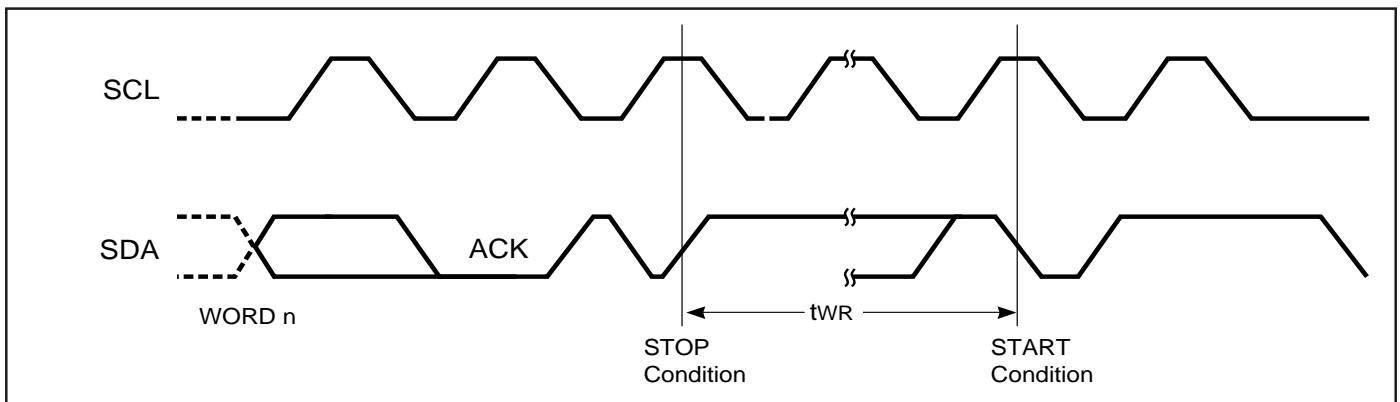 SCL
SDA
ACK
WORD n
tWR
STOP
Condition
START
Condition